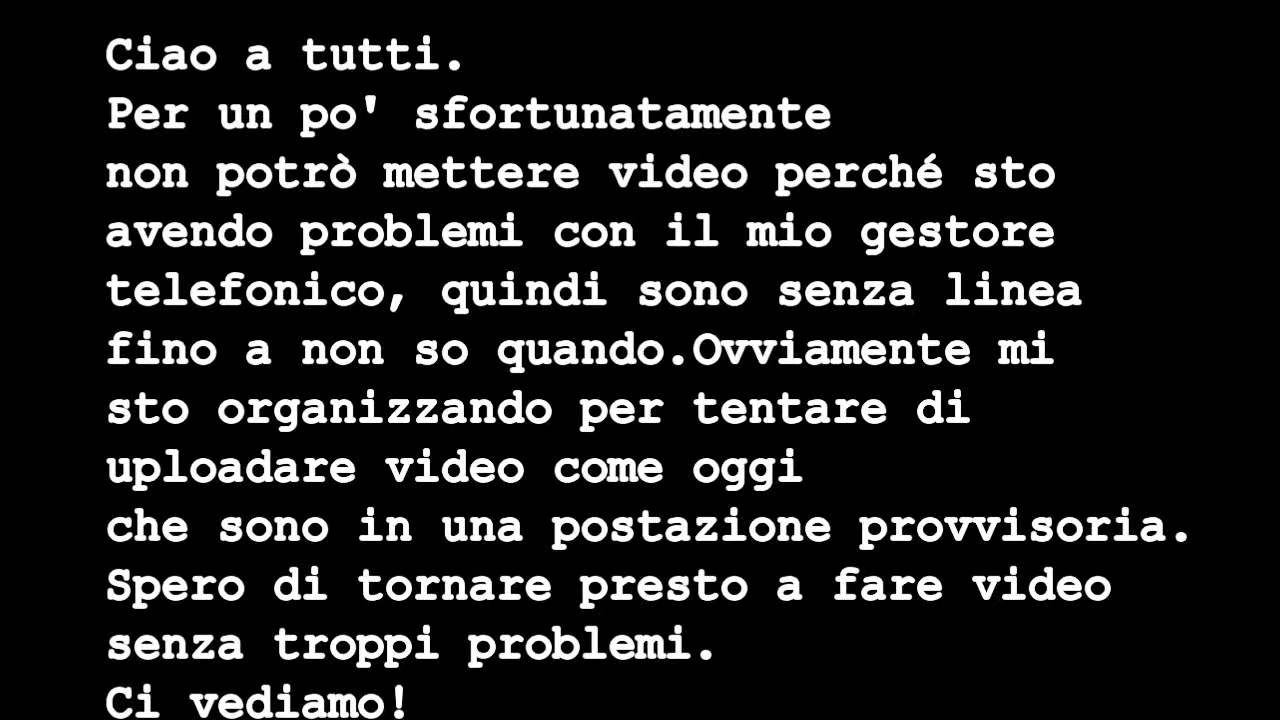 Ciao a tutti.
Per un po' sfortunatamente
non potrò mettere video perché sto
avendo problemi con il mio gestore
telefonico, quindi sono senza linea
fino a non so quando.Ovviamente mi
sto organizzando per tentare di
uploadare video come oggi
che sono in una postazione provvisoria.
Spero di tornare presto a fare video
senza troppi problemi.
Ci vediamo!